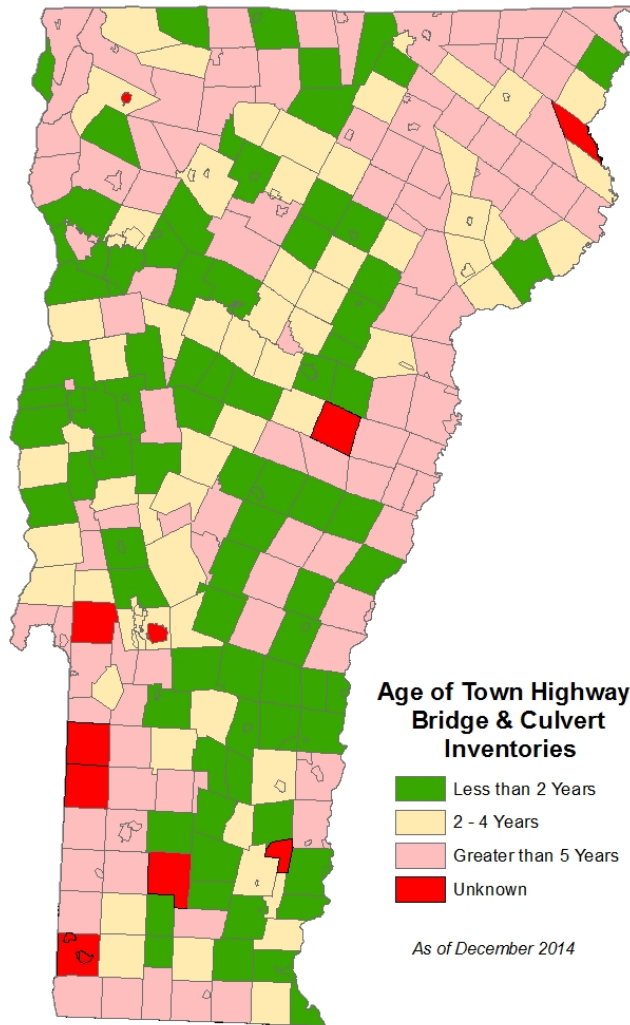 Age of Town Highway
Bridge & Culvert
Inventories
Less than 2 Years
2 - 4 Years
Greater than 5 Years
Unknown
As of December 2014